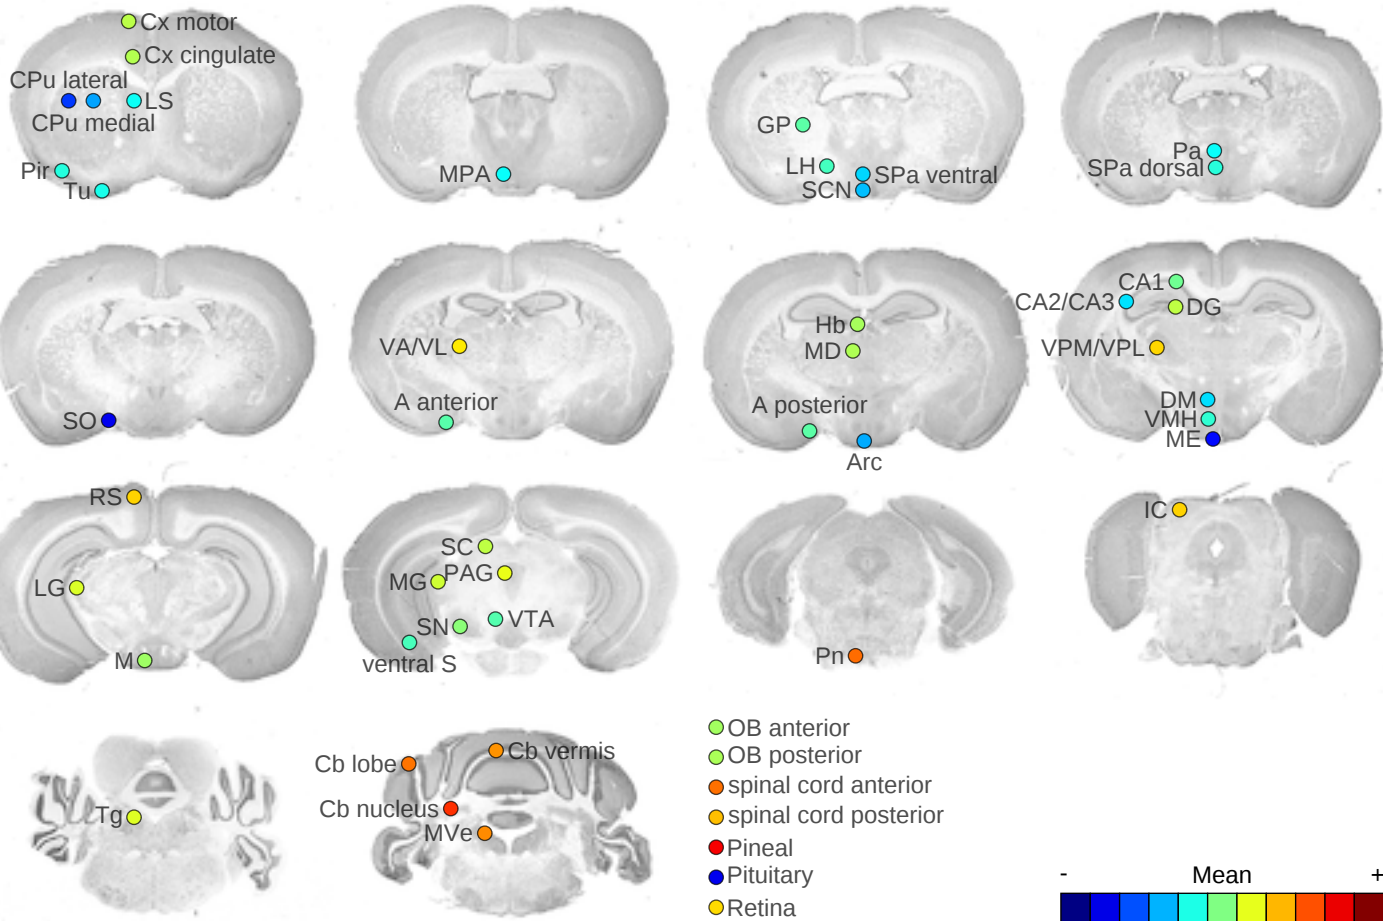 Cx motor
Cx cingulate
CPu lateral
LS
CPu medial
Pir
Tu
MPA
GP
LH
SPa ventral
SCN
Pa
SPa dorsal
SO
VA/VL
A anterior
Hb
MD
A posterior
Arc
CA1
CA2/CA3
DG
VPM/VPL
DM
VMH
ME
RS
LG
M
SC
MG
PAG
SN
VTA
ventral S
Pn
IC
Tg
Cb lobe
Cb vermis
Cb nucleus
MVe
OB anterior
OB posterior
spinal cord anterior
spinal cord posterior
Pineal
Pituitary
Retina
- Mean +